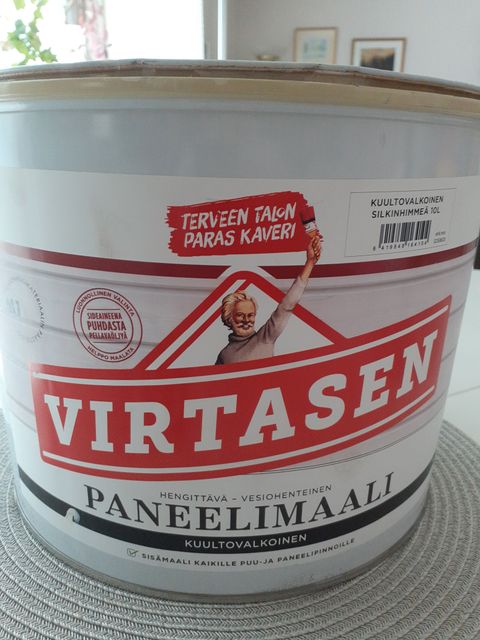 TERVEEN TALON
PARAS KAVERI
KUULTOVALKOINEN
SILKINHIMMEÄ 10L
LUONNOLLINEN VALINTA
SIDEAINEENA
PUHDASTA
PELLAVAÖLJYÄ
HELPPO MAALATA
VIRTASEN
HENGITTÄVÄ – VESIOHENTEINEN
PANEELIMAALI
KUULTOVALKOINEN
SISÄMAALI KAIKILLE PUU-JA PANEELIPINNOILLE